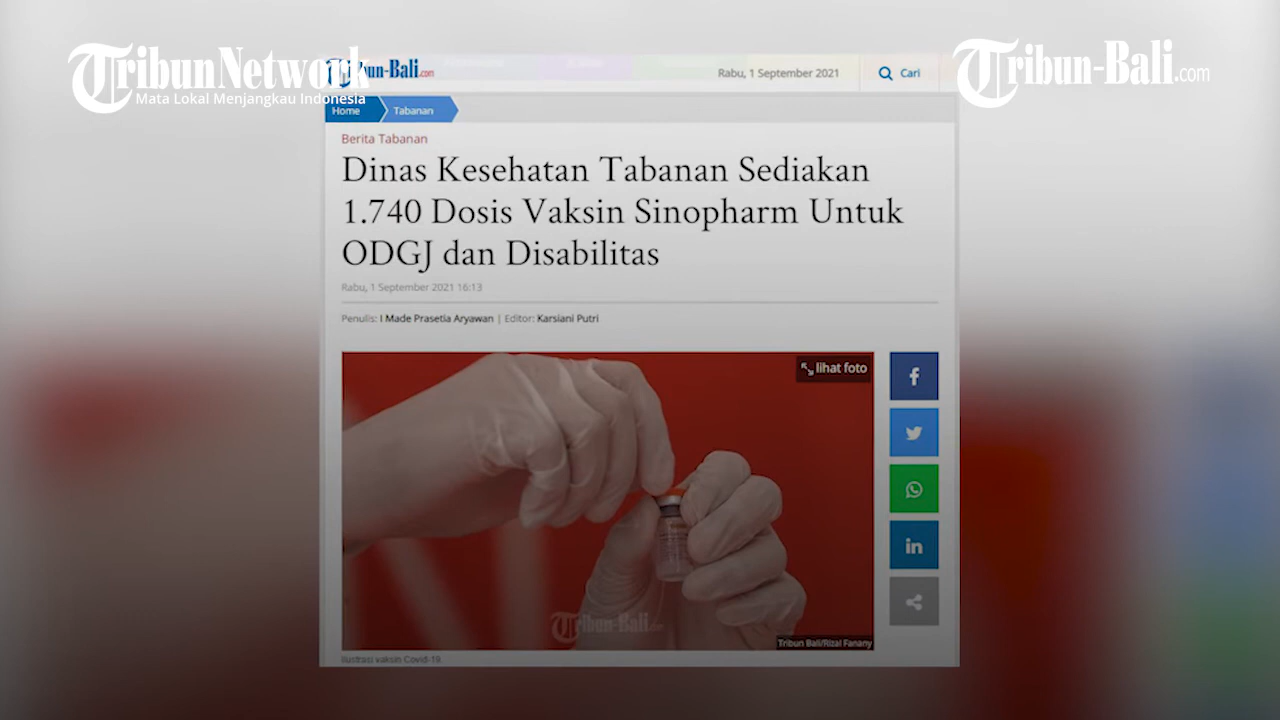 TribunNetwork
Mata Lokal Menjangkau Indonesia
Tribun-Bali.com
Rabu, 1 September 2021
Cari
Tribun-Bali.com
Home
Tabanan
Berita Tabanan
Dinas Kesehatan Tabanan Sediakan
1.740 Dosis Vaksin Sinopharm Untuk
ODGJ dan Disabilitas
Rabu, 1 September 2021 16:13
Penulis: I Made Prasetia Aryawan | Editor: Karsiani Putri
lihat foto
Tribun-Bali.com
Tribun Bali/Rizal Fanany
Ilustrasi vaksin Covid-19.